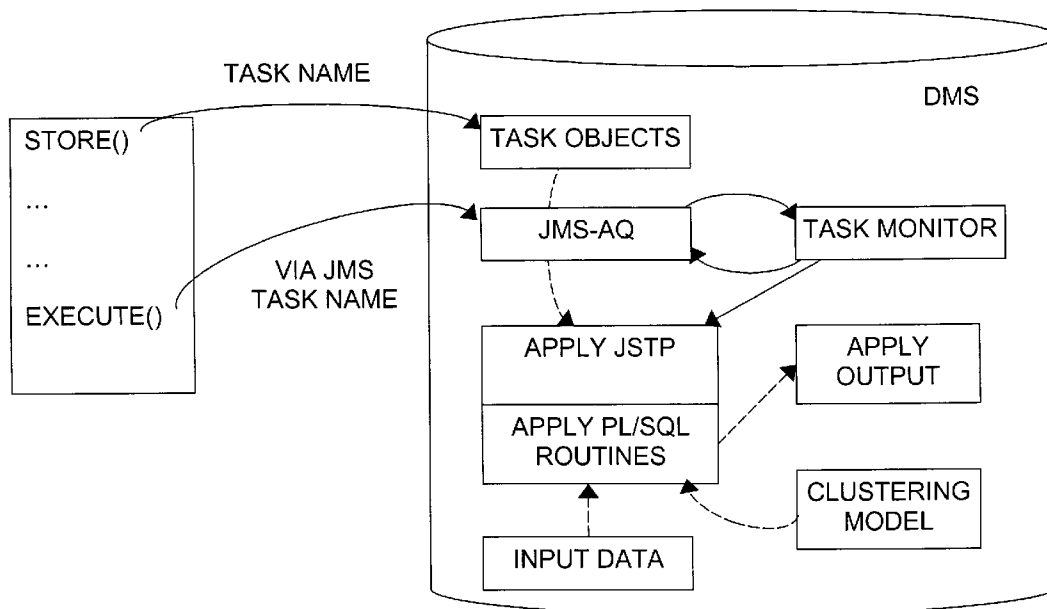 TASK NAME
DMS
STORE()
TASK OBJECTS
...
JMS-AQ
TASK MONITOR
...
VIA JMS
TASK NAME
EXECUTE()
APPLY JSTP
APPLY
OUTPUT
APPLY PL/SQL
ROUTINES
CLUSTERING
MODEL
INPUT DATA